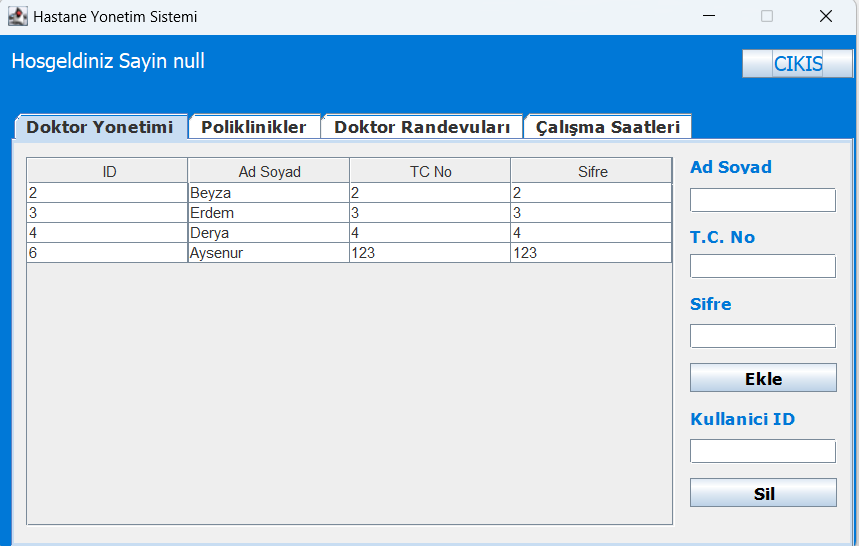 Hastane Yonetim Sistemi
Hosgeldiniz Sayin null
CIKIS
Doktor Yonetimi Poliklinikler Doktor Randevuları Çalışma Saatleri
ID Ad Soyad TC No Sifre
2 Beyza 2 2
3 Erdem 3 3
4 Derya 4 4
6 Aysenur 123 123
Ad Soyad
T.C. No
Sifre
Ekle
Kullanici ID
Sil